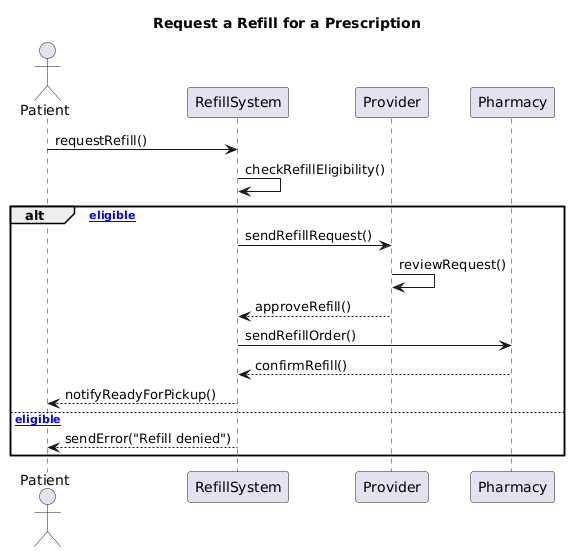 Request a Refill for a Prescription
Patient RefillSystem Provider Pharmacy
requestRefill()
checkRefillEligibility()
alt eligible
sendRefillRequest()
reviewRequest()
approveRefill()
sendRefillOrder()
confirmRefill()
notifyReadyForPickup()
eligible
sendError("Refill denied")
Patient RefillSystem Provider Pharmacy